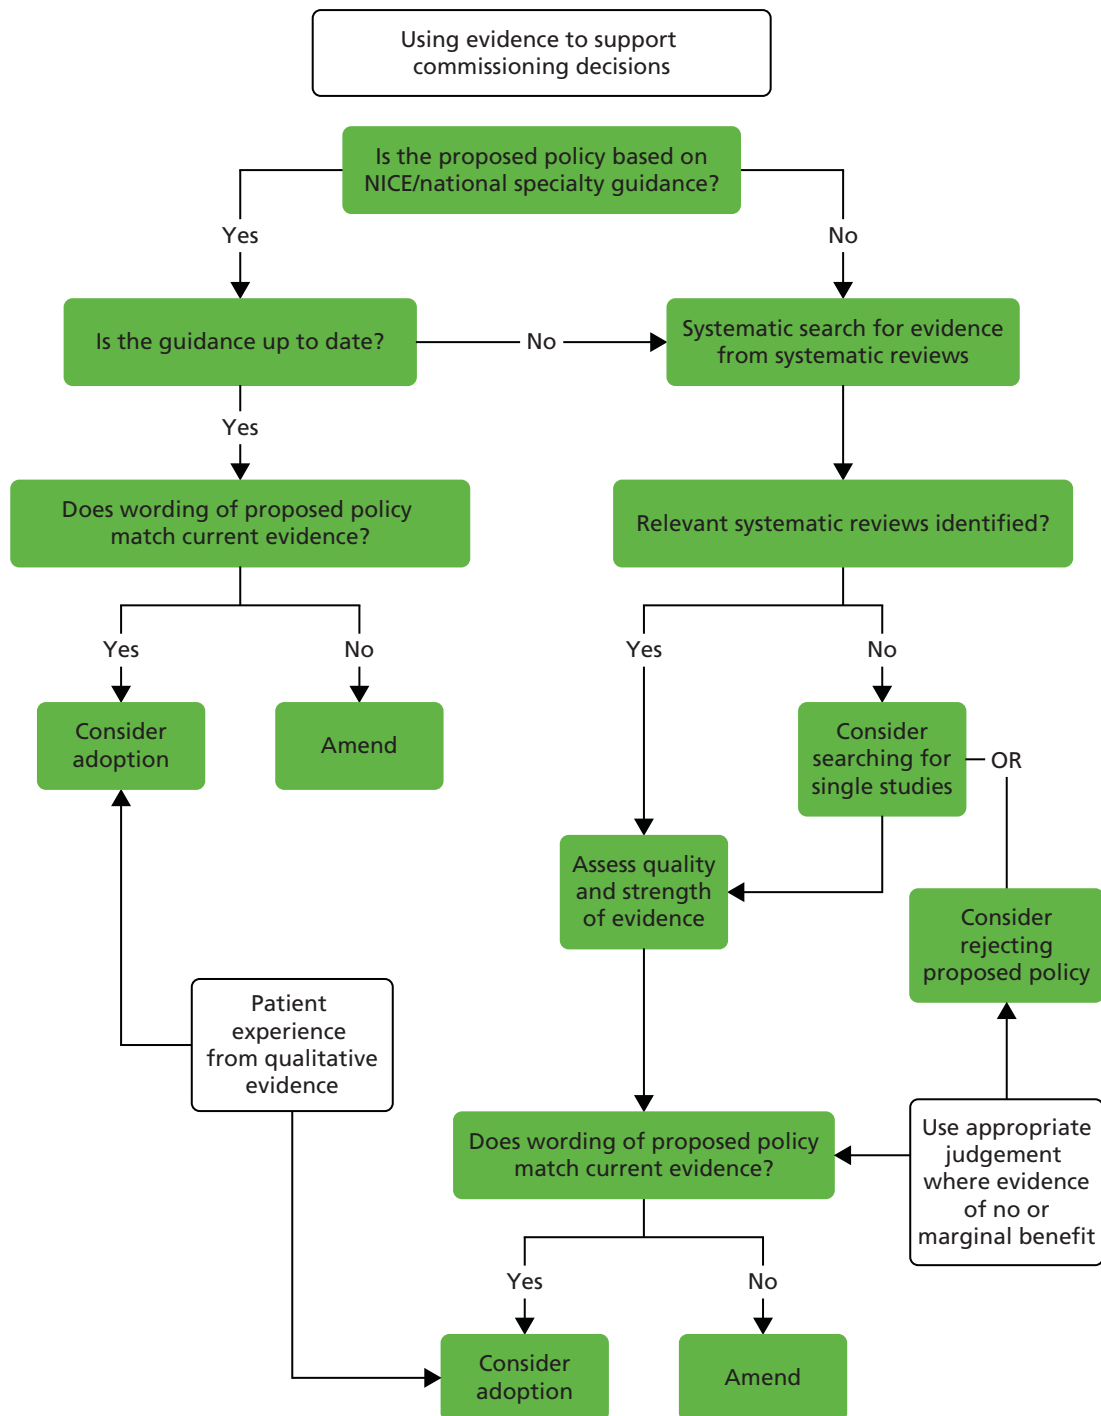 Using evidence to support
commissioning decisions
Is the proposed policy based on
NICE/national specialty guidance?
Yes
No
Is the guidance up to date?
No
Systematic search for evidence
from systematic reviews
Yes
Does wording of proposed policy
match current evidence?
Relevant systematic reviews identified?
Yes
No
Yes
No
Consider
adoption
Amend
Consider
searching for
single studies
OR
Assess quality
and strength
of evidence
Consider
rejecting
proposed policy
Patient
experience
from qualitative
evidence
Does wording of proposed policy
match current evidence?
Use appropriate
judgement
where evidence
of no or
marginal benefit
Yes
No
Consider
adoption
Amend